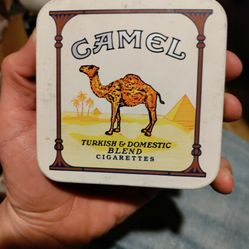 CAMEL
TURKISH & DOMESTIC
BLEND
CIGARETTES